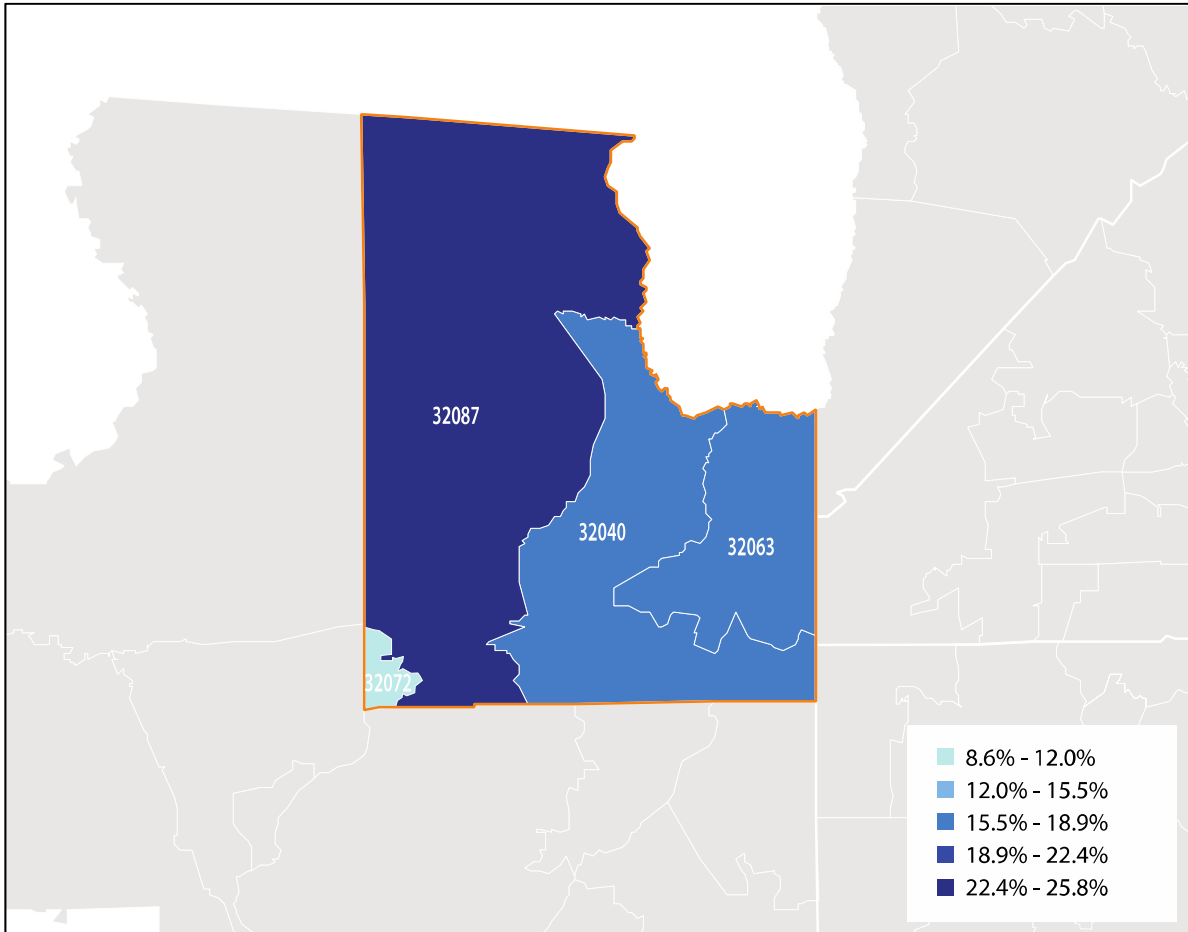 32087
32040
32063
32072
8.6% - 12.0%
12.0% - 15.5%
15.5% - 18.9%
18.9% - 22.4%
22.4% - 25.8%